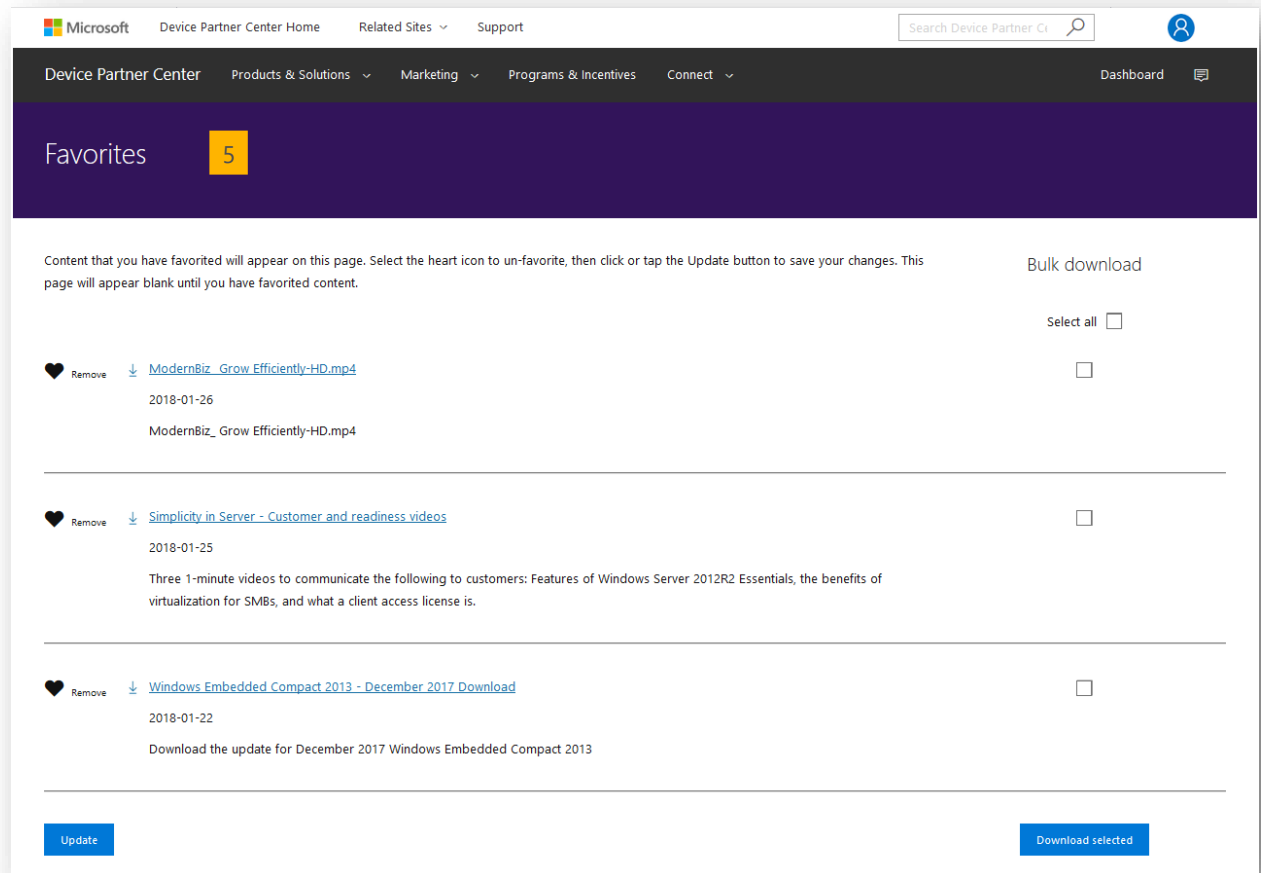 Microsoft Device Partner Center Home Related Sites Support
Device Partner Center Products & Solutions Marketing Programs & Incentives Connect Dashboard
Favorites 5
Content that you have favorited will appear on this page. Select the heart icon to un-favorite, then click or tap the Update button to save your changes. This
page will appear blank until you have favorited content.
Bulk download
Select all
Remove ModernBiz_ Grow Efficiently-HD.mp4
2018-01-26
ModernBiz_ Grow Efficiently-HD.mp4
Remove Simplicity in Server - Customer and readiness videos
2018-01-25
Three 1-minute videos to communicate the following to customers: Features of Windows Server 2012R2 Essentials, the benefits of
virtualization for SMBs, and what a client access license is.
Remove Windows Embedded Compact 2013 - December 2017 Download
2018-01-22
Download the update for December 2017 Windows Embedded Compact 2013
Update Download selected